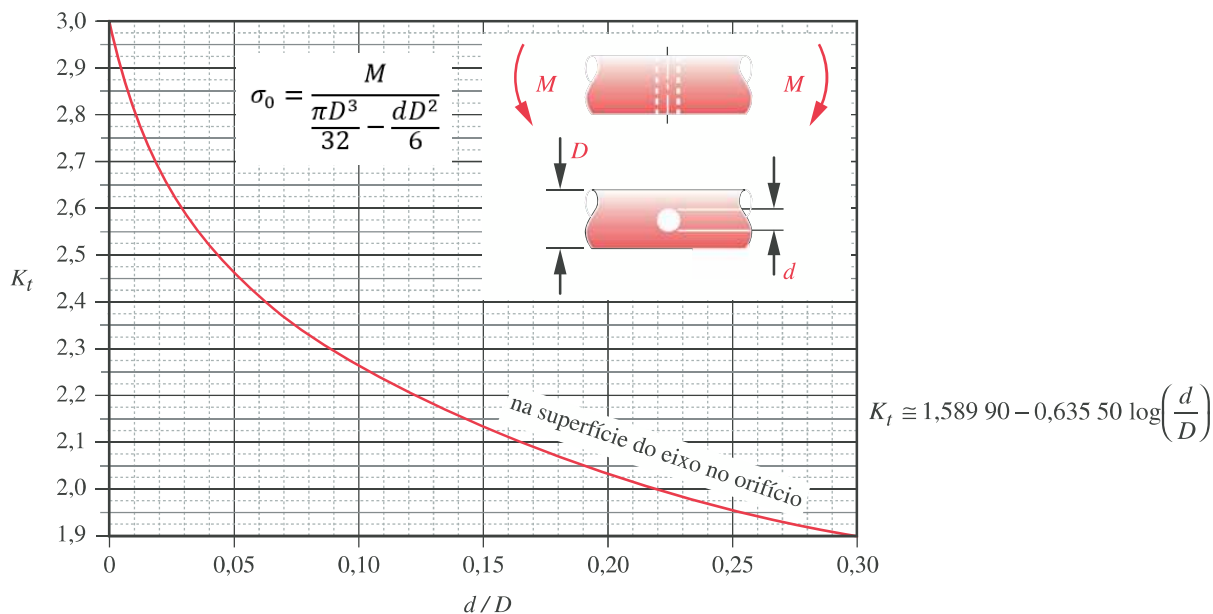 3,0
2,9
2,8
2,7
2,6
2,5
2,4
2,3
2,2
2,1
2,0
1,9
K_t
0 0,05 0,10 0,15 0,20 0,25 0,30
d / D
σ₀ = M / (πD³/32 − dD²/6)
M M
D
d
na superfície do eixo no orifício
K_t ≅ 1,589 90 – 0,635 50 log(d/D)